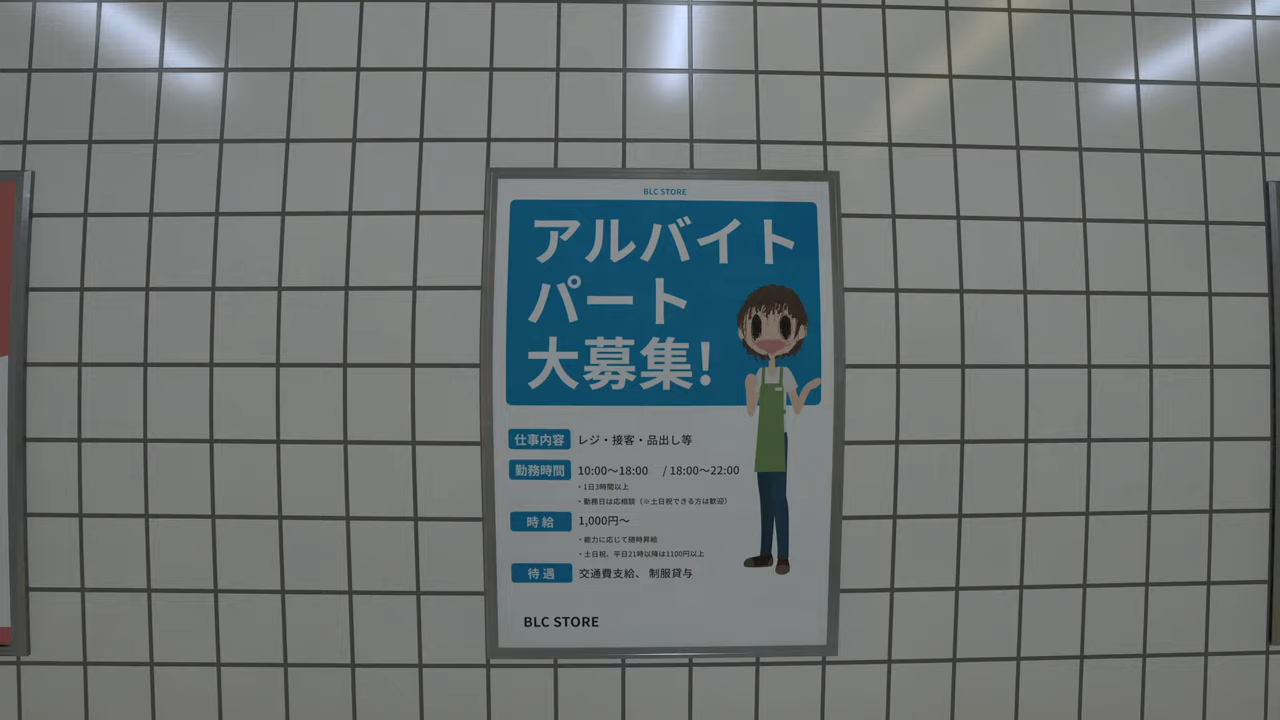 BLC STORE
アルバイト
パート
大募集!
仕事内容 レジ・接客・品出し等
勤務時間 10:00～18:00 / 18:00～22:00
・1日3時間以上
・勤務日は応相談（※土日祝できる方は歓迎）
時給 1,000円～
・能力に応じて随時昇給
・土日祝、平日21時以降は1100円以上
待遇 交通費支給、 制服貸与
BLC STORE